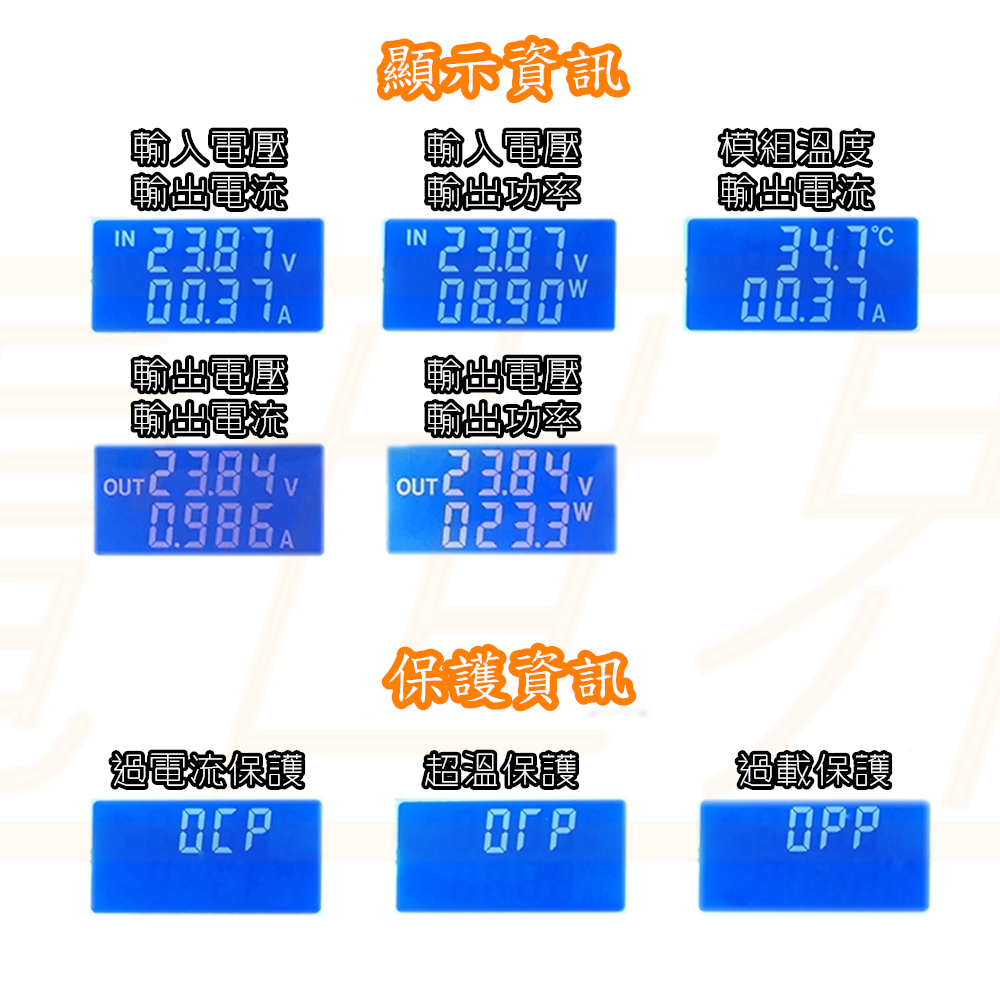 顯示資訊
輸入電壓
輸出電流
IN 23.87 V
00.37 A
輸入電壓
輸出功率
IN 23.87 V
08.90 W
模組溫度
輸出電流
34.7 °C
00.37 A
輸出電壓
輸出電流
OUT 23.84 V
0.986 A
輸出電壓
輸出功率
OUT 23.84 V
023.3 W
保護資訊
過電流保護
OCP
超溫保護
OTP
過載保護
OPP